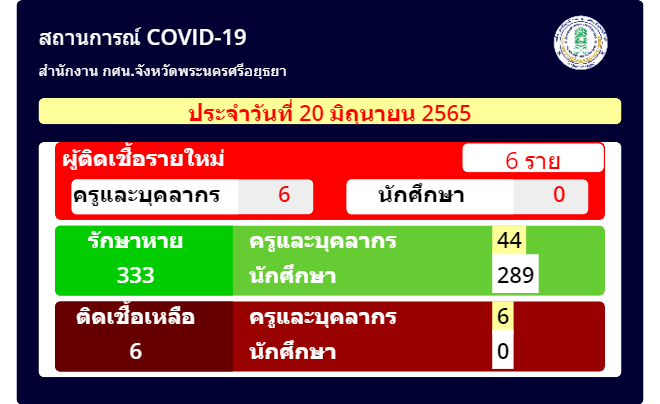 สถานการณ์ COVID-19
สำนักงาน กศน.จังหวัดพระนครศรีอยุธยา
ประจำวันที่ 20 มิถุนายน 2565
ผู้ติดเชื้อรายใหม่ 6 ราย
ครูและบุคลากร 6 นักศึกษา 0
รักษาหาย ครูและบุคลากร 44
333 นักศึกษา 289
ติดเชื้อเหลือ ครูและบุคลากร 6
6 นักศึกษา 0